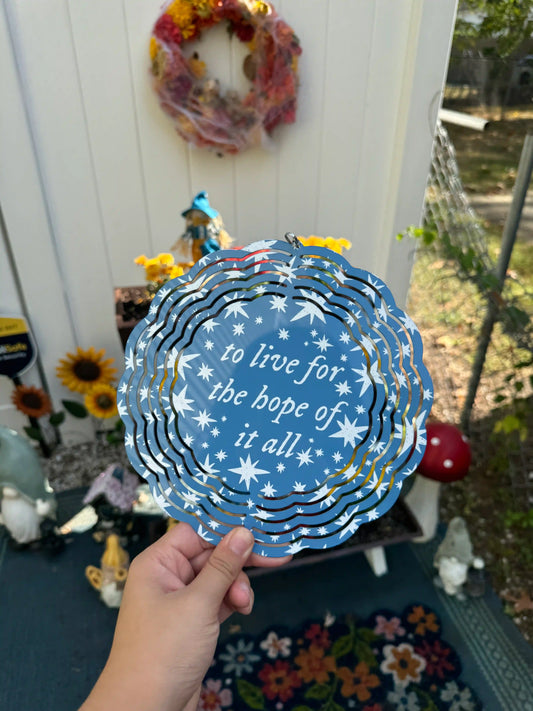 to live for
the hope of
it all